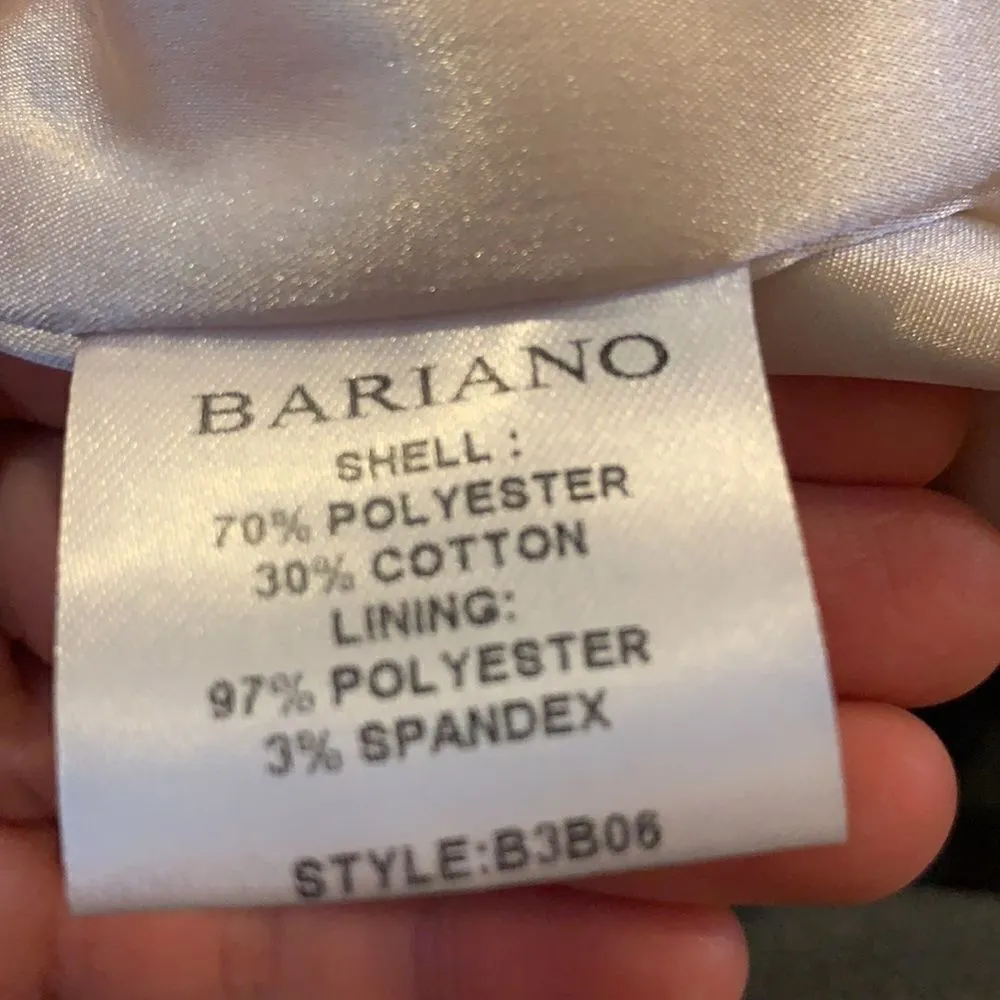 BARIANO
SHELL :
70% POLYESTER
30% COTTON
LINING:
97% POLYESTER
3% SPANDEX
STYLE:B3B06